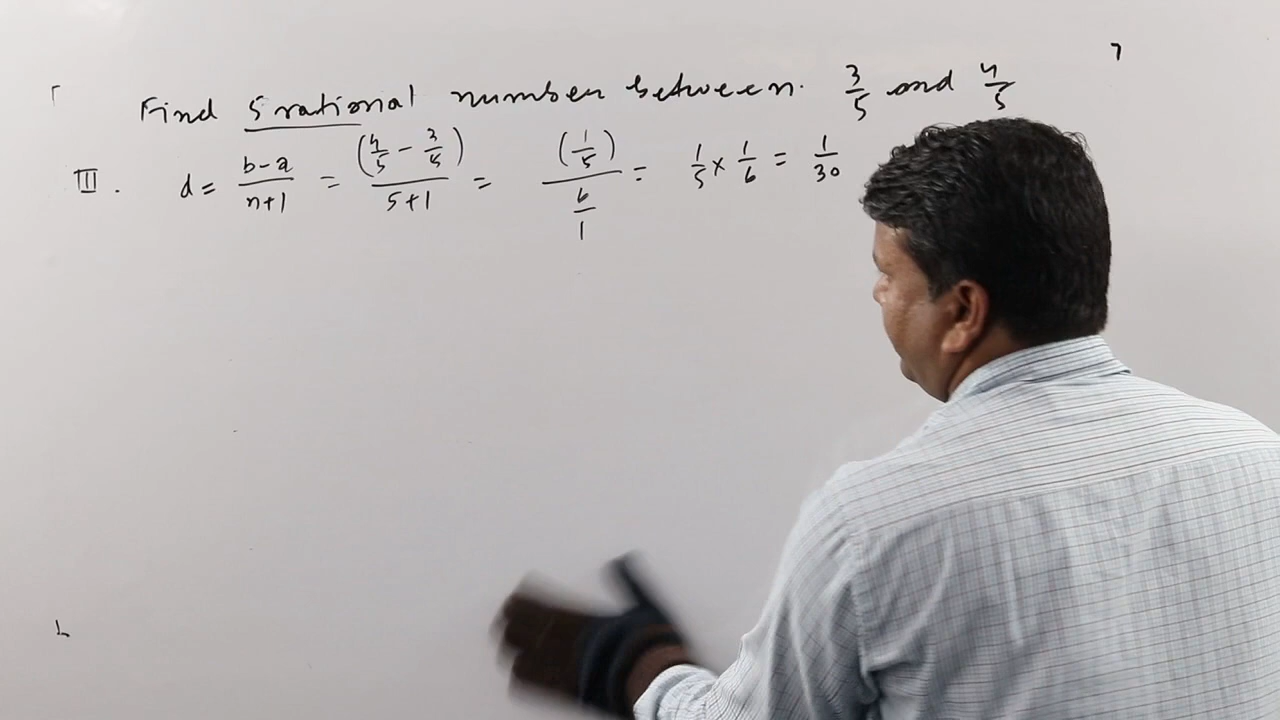 Find 5 rational number between. 3/5 and 4/5
III. d = (b-a)/(n+1) = (4/5 - 3/5)/(5+1) = (1/5)/(6/1) = 1/5 × 1/6 = 1/30